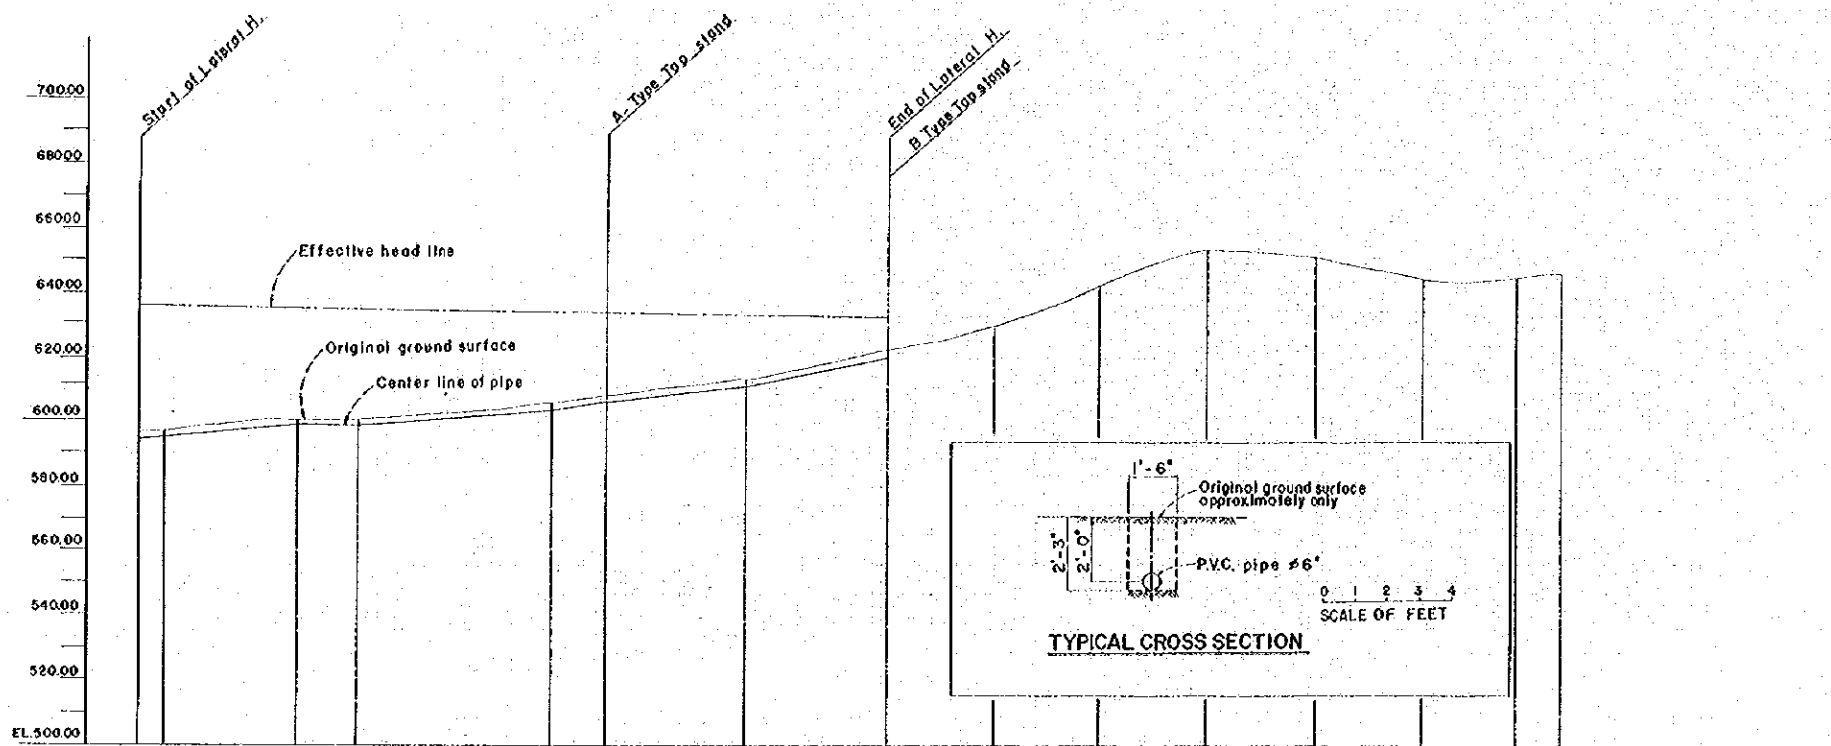 Start of Lateral H.
A- Type Tap stand
End of Lateral H.
B Type Tap stand
700.00
680.00
660.00
640.00
620.00
600.00
580.00
560.00
540.00
520.00
EL.500.00
Effective head line
Original ground surface
Center line of pipe
1'-6"
Original ground surface
approximately only
2'-3"
2'-0"
P.V.C. pipe ø6"
0 1 2 3 4
SCALE OF FEET
TYPICAL CROSS SECTION